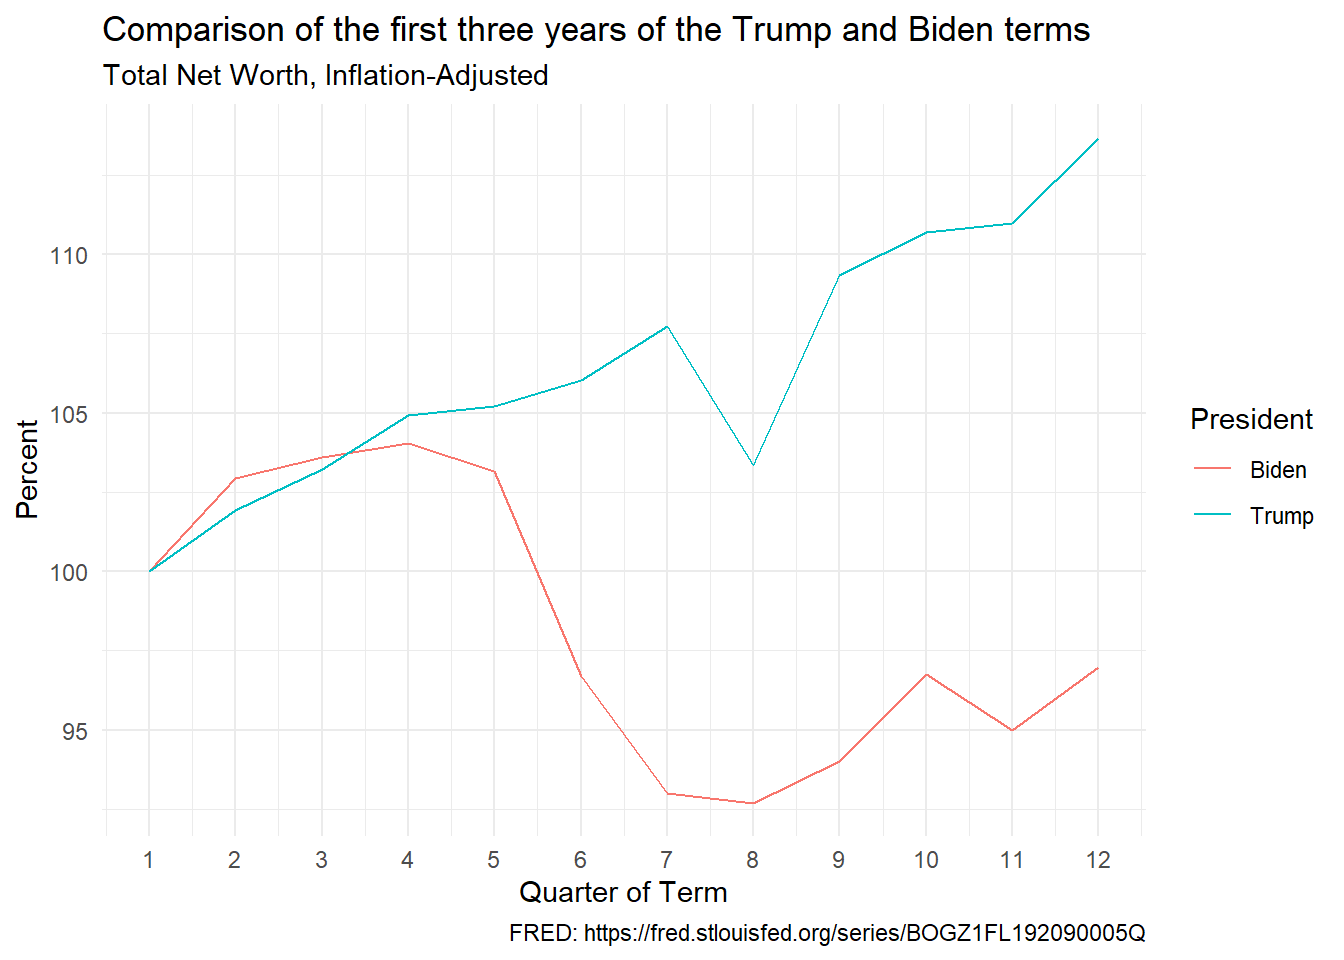 Comparison of the first three years of the Trump and Biden terms
Total Net Worth, Inflation-Adjusted
Percent
110
105
100
95
1 2 3 4 5 6 7 8 9 10 11 12
Quarter of Term
President
Biden
Trump
FRED: https://fred.stlouisfed.org/series/BOGZ1FL192090005Q